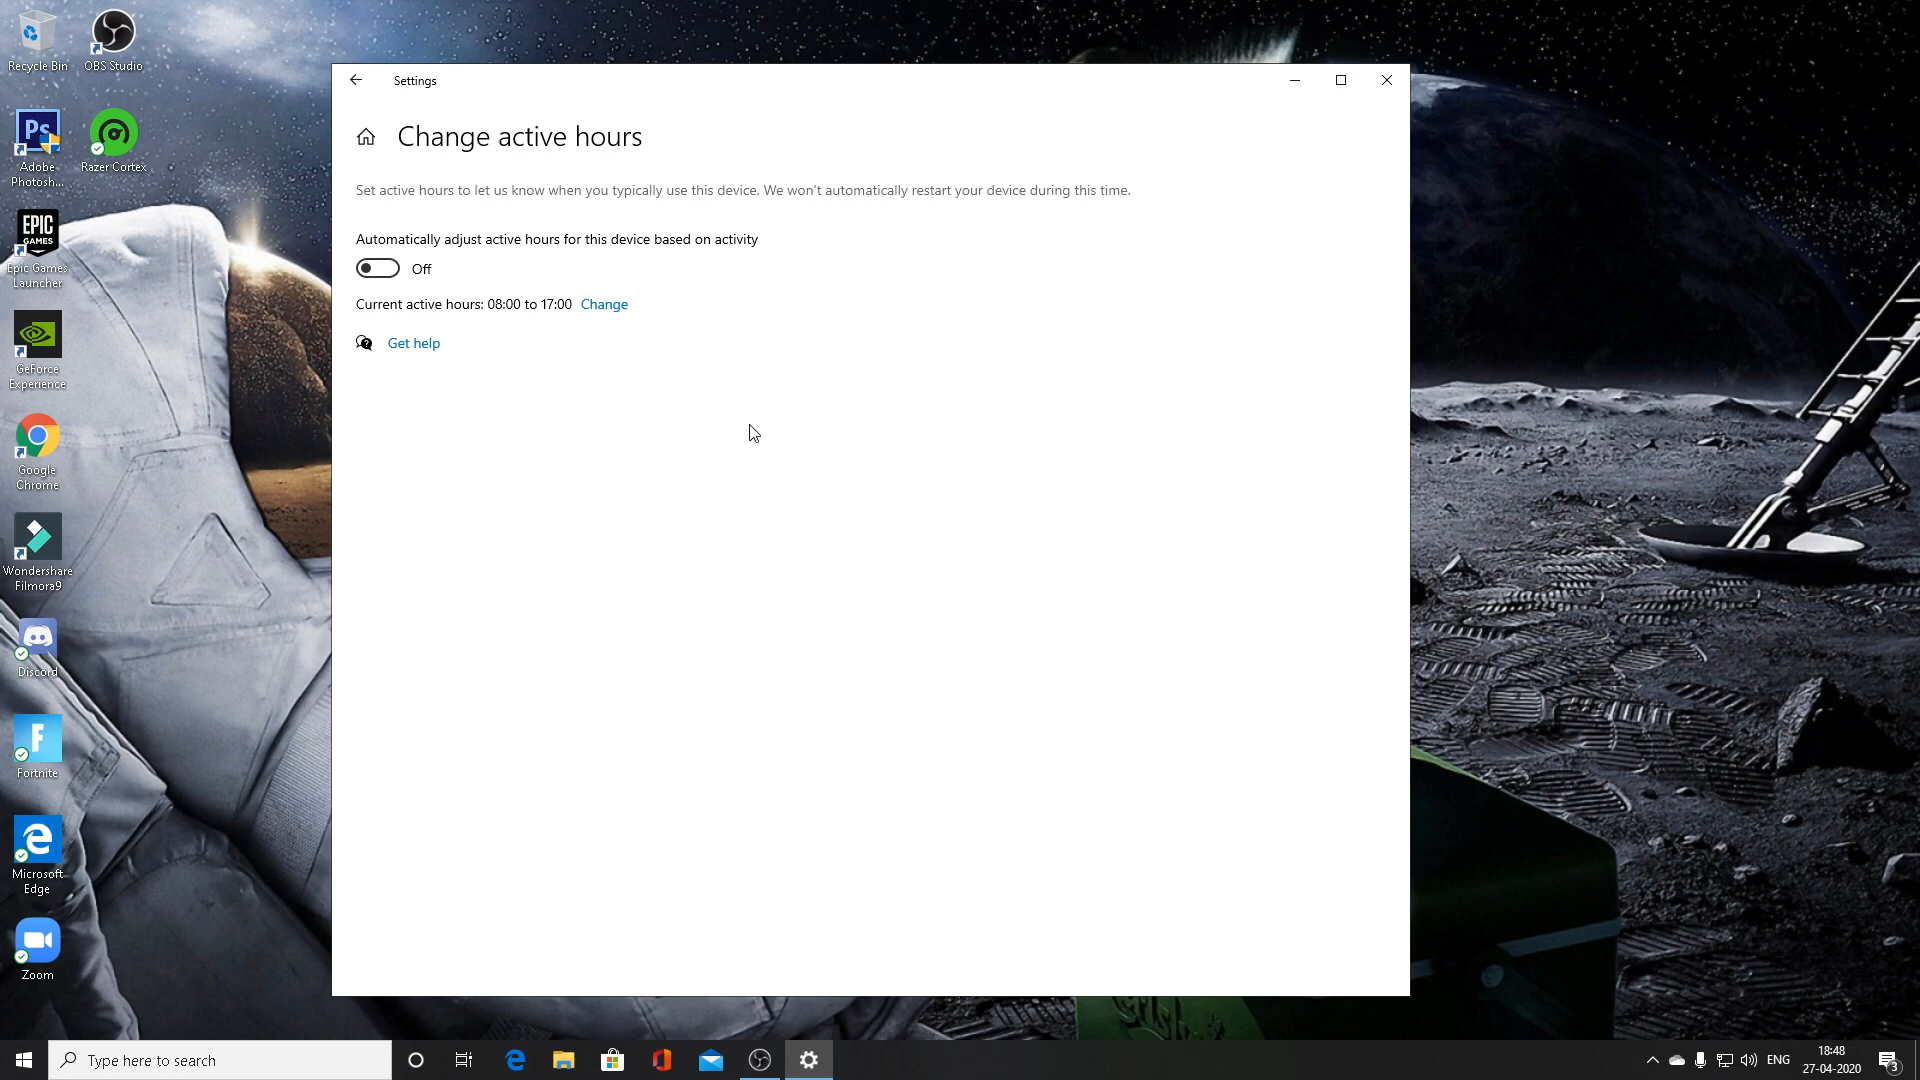 Recycle Bin
OBS Studio
Ps
Adobe
Photosh...
Razer Cortex
EPIC
GAMES
Epic Games
Launcher
GeForce
Experience
Google
Chrome
Wondershare
Filmora9
Discord
F
Fortnite
Microsoft
Edge
Zoom
Settings
Change active hours
Set active hours to let us know when you typically use this device. We won't automatically restart your device during this time.
Automatically adjust active hours for this device based on activity
Off
Current active hours: 08:00 to 17:00 Change
Get help
Type here to search
ENG
18:48
27-04-2020
3